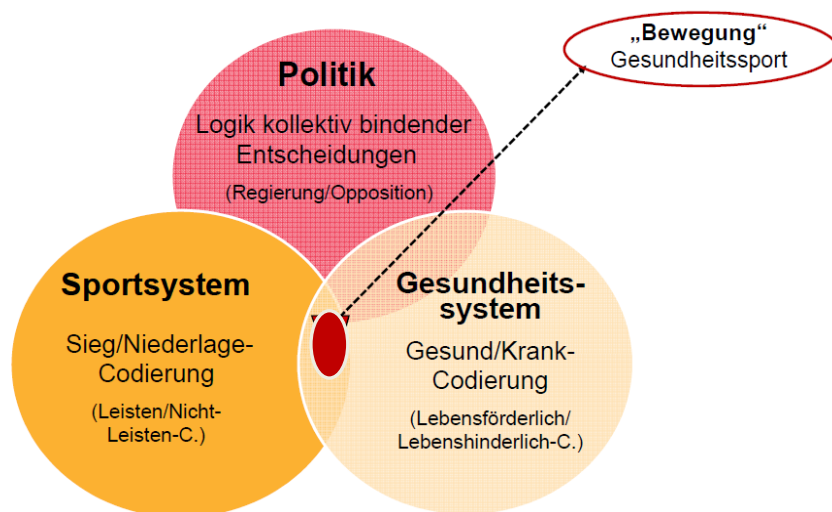 „Bewegung“
Gesundheitssport
Politik
Logik kollektiv bindender
Entscheidungen
(Regierung/Opposition)
Sportsystem
Sieg/Niederlage-
Codierung
(Leisten/Nicht-
Leisten-C.)
Gesundheits-
system
Gesund/Krank-
Codierung
(Lebensförderlich/
Lebenshinderlich-C.)